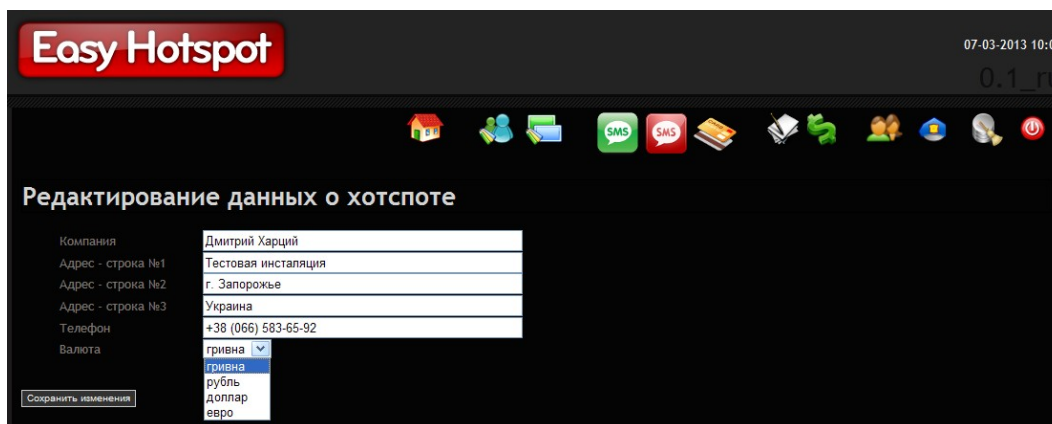 Easy Hotspot
07-03-2013 10:0
0.1_ru
SMS SMS
Редактирование данных о хотспоте
Компания Дмитрий Харций
Адрес - строка №1 Тестовая инсталяция
Адрес - строка №2 г. Запорожье
Адрес - строка №3 Украина
Телефон +38 (066) 583-65-92
Валюта гривна
гривна
рубль
доллар
евро
Сохранить изменения